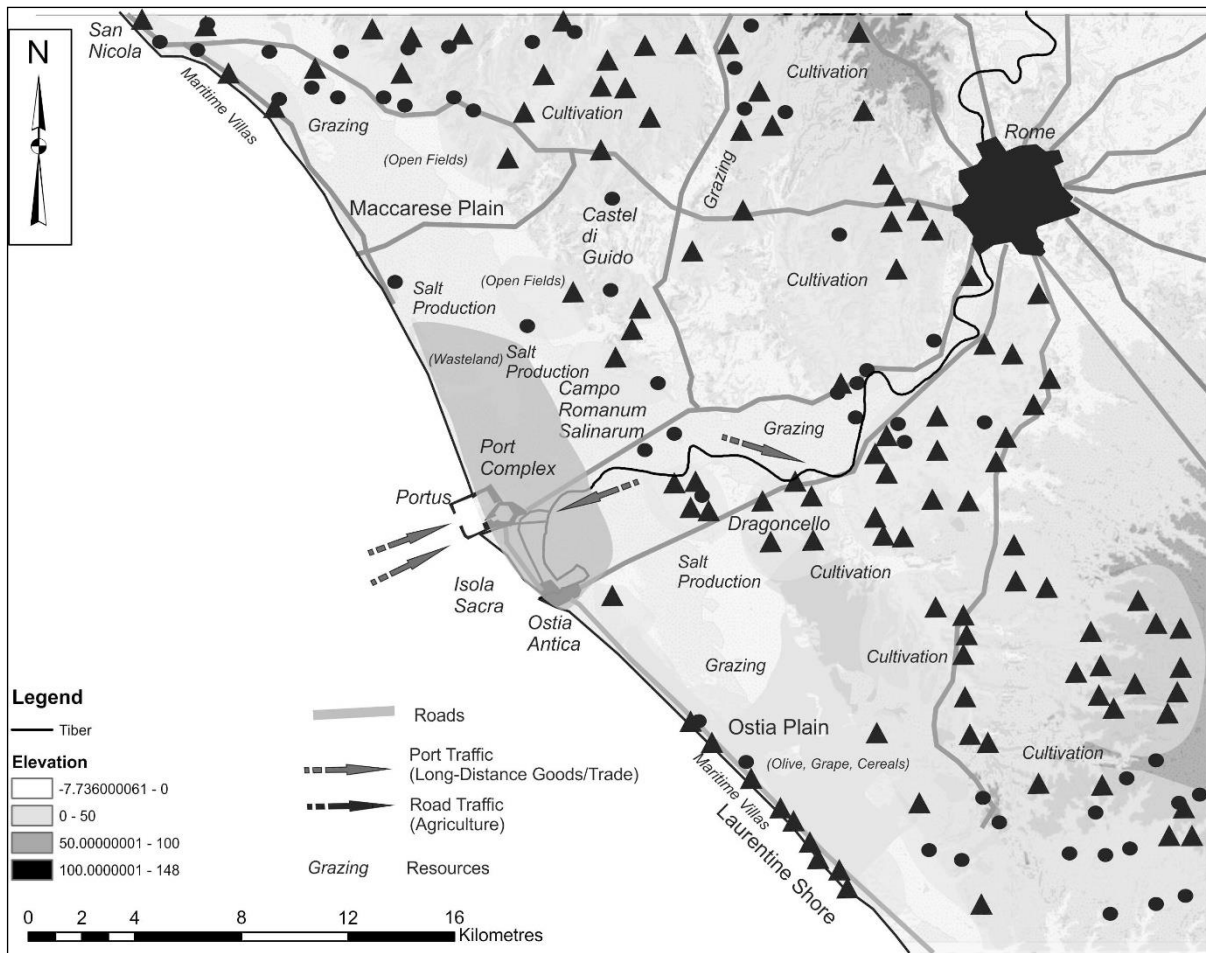 San
Nicola
N
Maritime Villas
Grazing
Cultivation
(Open Fields)
Cultivation
Grazing
Rome
Maccarese Plain
Castel
di
Guido
Salt
Production
(Open Fields)
Cultivation
(Wasteland)
Salt
Production
Campo
Romanum
Salinarum
Grazing
Port
Complex
Portus
Dragoncello
Salt
Production
Cultivation
Isola
Sacra
Ostia
Antica
Grazing
Cultivation
Ostia Plain
(Olive, Grape, Cereals)
Cultivation
Maritime Villas
Laurentine Shore
Legend
Tiber
Elevation
-7.736000061 - 0
0 - 50
50.00000001 - 100
100.0000001 - 148
Roads
Port Traffic
(Long-Distance Goods/Trade)
Road Traffic
(Agriculture)
Grazing Resources
0 2 4 8 12 16
Kilometres